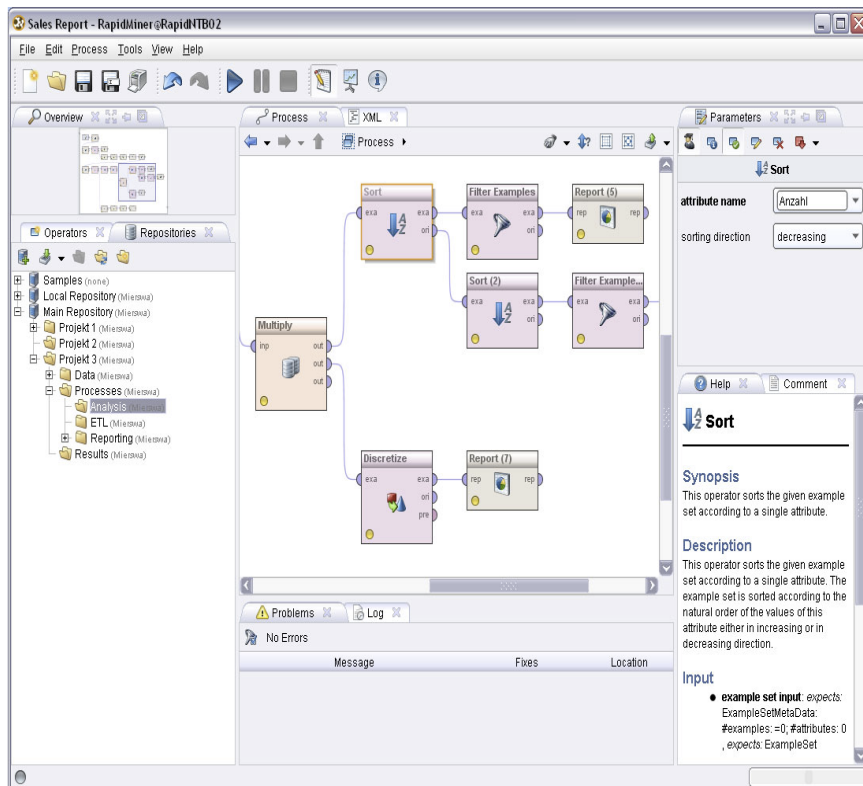 Sales Report - RapidMiner@RapidNTB02
File Edit Process Tools View Help
Overview
Operators
Repositories
Samples (none)
Local Repository (Mierswa)
Main Repository (Mierswa)
Projekt 1 (Mierswa)
Projekt 2 (Mierswa)
Projekt 3 (Mierswa)
Data (Mierswa)
Processes (Mierswa)
Analysis (Mierswa)
ETL (Mierswa)
Reporting (Mierswa)
Results (Mierswa)
Process
XML
Process
Sort
exa exa
ori
Filter Examples
exa exa
ori
Report (5)
rep rep
Sort (2)
exa exa
ori
Filter Example...
exa exa
ori
Multiply
inp out
out
out
Discretize
exa exa
ori
pre
Report (7)
rep rep
Problems
Log
No Errors
Message Fixes Location
Parameters
Sort
attribute name Anzahl
sorting direction decreasing
Help
Comment
Sort
Synopsis
This operator sorts the given example
set according to a single attribute.
Description
This operator sorts the given example
set according to a single attribute. The
example set is sorted according to the
natural order of the values of this
attribute either in increasing or in
decreasing direction.
Input
example set input: expects:
ExampleSetMetaData:
#examples: =0; #attributes: 0
, expects: ExampleSet